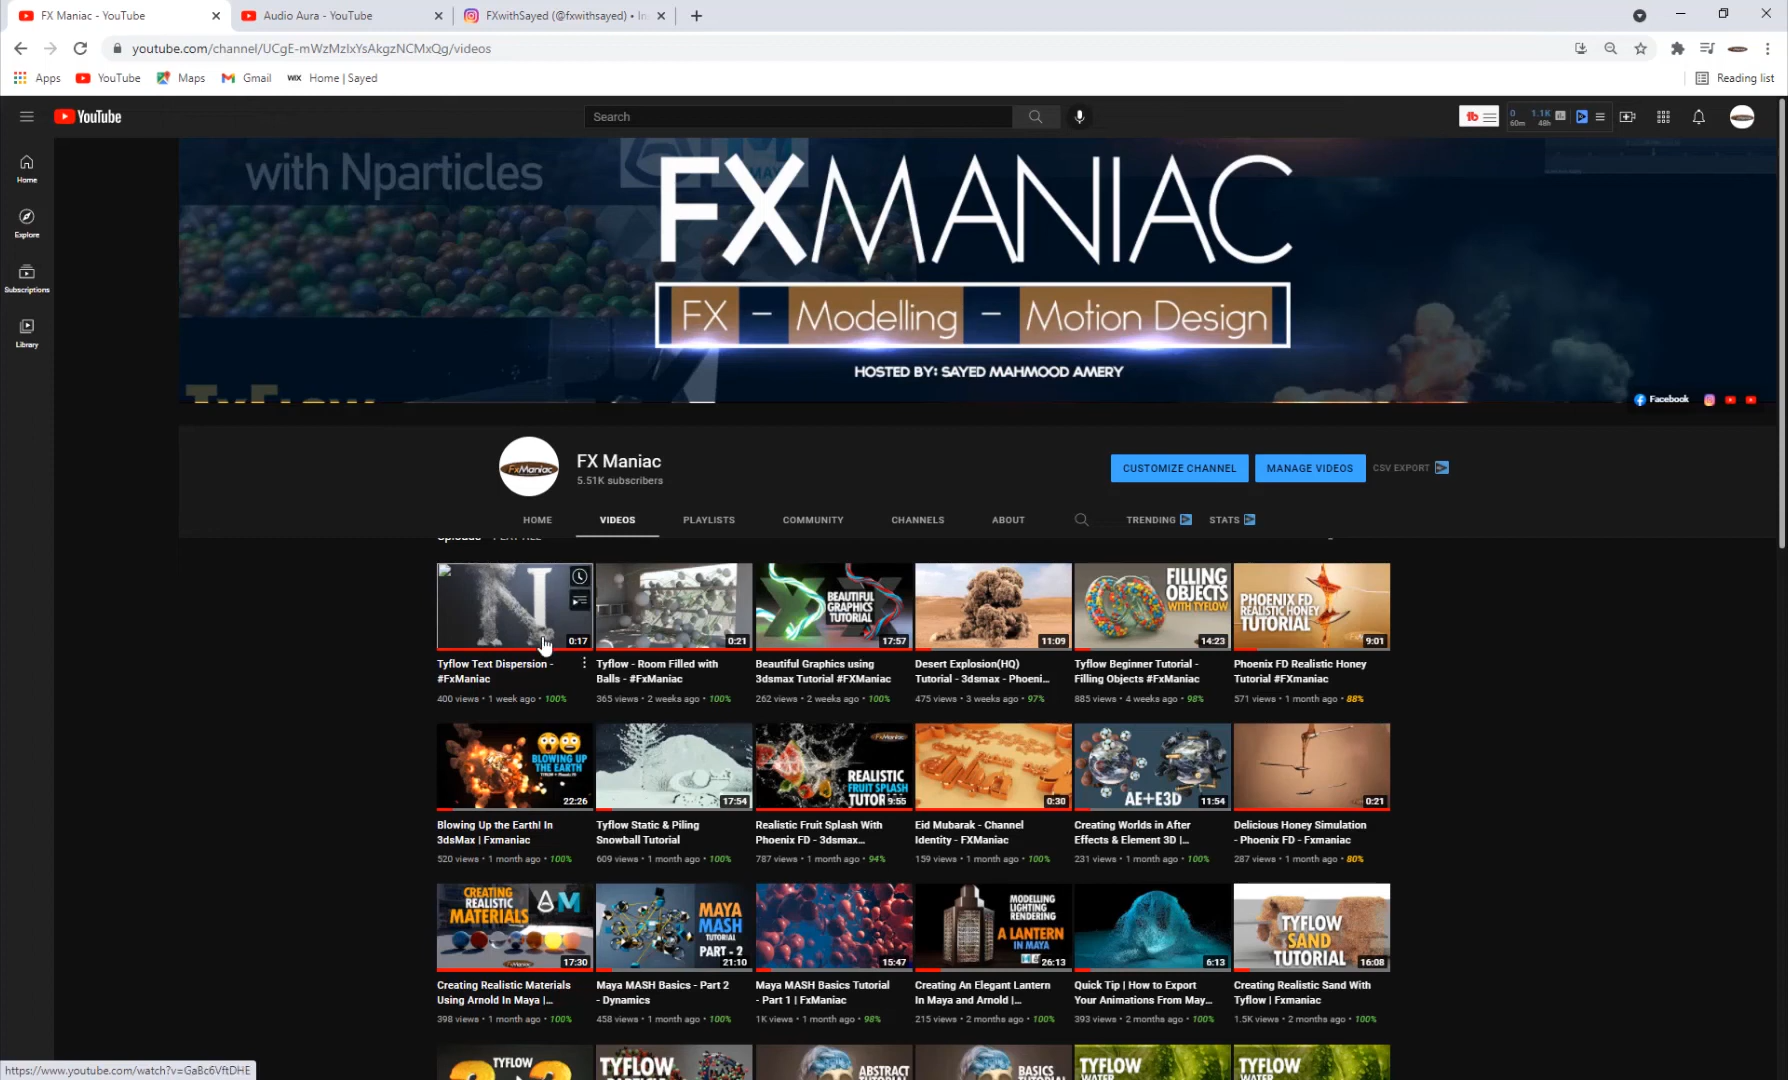 FX Maniac - YouTube
Audio Aura - YouTube
FXwithSayed (@fxwithsayed) • In
youtube.com/channel/UCgE-mWzMzIxYsAkgzNCMxQg/videos
Apps
YouTube
Maps
Gmail
WIX
Home | Sayed
Reading list
YouTube
Search
tb
0
60m
1.1K
48h
Home
Explore
Subscriptions
Library
with Nparticles
MAY
FXMANIAC
FX - Modelling - Motion Design
HOSTED BY: SAYED MAHMOOD AMERY
TYFLOW
Facebook
FxManiac
FX Maniac
5.51K subscribers
CUSTOMIZE CHANNEL
MANAGE VIDEOS
CSV EXPORT
HOME
VIDEOS
PLAYLISTS
COMMUNITY
CHANNELS
ABOUT
TRENDING
STATS
Uploads
PLAY ALL
N
0:17
0:21
BEAUTIFUL
GRAPHICS
TUTORIAL
17:57
11:09
FILLING
OBJECTS
WITH TYFLOW
14:23
PHOENIX FD
REALISTIC HONEY
TUTORIAL
9:01
Tyflow Text Dispersion -
#FxManiac
400 views • 1 week ago • 100%
Tyflow - Room Filled with
Balls - #FxManiac
365 views • 2 weeks ago • 100%
Beautiful Graphics using
3dsmax Tutorial #FXManiac
262 views • 2 weeks ago • 100%
Desert Explosion(HQ)
Tutorial - 3dsmax - Phoeni...
475 views • 3 weeks ago • 97%
Tyflow Beginner Tutorial -
Filling Objects #FxManiac
885 views • 4 weeks ago • 98%
Phoenix FD Realistic Honey
Tutorial #FXmaniac
571 views • 1 month ago • 88%
BLOWING UP
THE EARTH
22:26
17:54
FxManiac
REALISTIC
FRUIT SPLASH
TUTOR
9:55
0:30
AE+E3D
11:54
0:21
Blowing Up the Earth! In
3dsMax | Fxmaniac
520 views • 1 month ago • 100%
Tyflow Static & Piling
Snowball Tutorial
609 views • 1 month ago • 100%
Realistic Fruit Splash With
Phoenix FD - 3dsmax...
787 views • 1 month ago • 94%
Eid Mubarak - Channel
Identity - FXManiac
159 views • 1 month ago • 100%
Creating Worlds in After
Effects & Element 3D |...
231 views • 1 month ago • 100%
Delicious Honey Simulation
- Phoenix FD - Fxmaniac
287 views • 1 month ago • 80%
CREATING
REALISTIC
MATERIALS
FxManiac
17:30
MAYA
MASH
TUTORIAL
PART - 2
21:10
15:47
MODELLING
LIGHTING
RENDERING
A LANTERN
IN MAYA
26:13
6:13
TYFLOW
SAND
TUTORIAL
16:08
Creating Realistic Materials
Using Arnold In Maya |...
398 views • 1 month ago • 100%
Maya MASH Basics - Part 2
- Dynamics
458 views • 1 month ago • 100%
Maya MASH Basics Tutorial
- Part 1 | FxManiac
1K views • 1 month ago • 98%
Creating An Elegant Lantern
In Maya and Arnold |...
215 views • 2 months ago • 100%
Quick Tip | How to Export
Your Animations From May...
393 views • 2 months ago • 100%
Creating Realistic Sand With
Tyflow | Fxmaniac
1.5K views • 2 months ago • 100%
TYFLOW
TYFLOW
ABSTRACT
BASICS
TYFLOW
WATER
TYFLOW
WATER
https://www.youtube.com/watch?v=GaBc6VftDHE